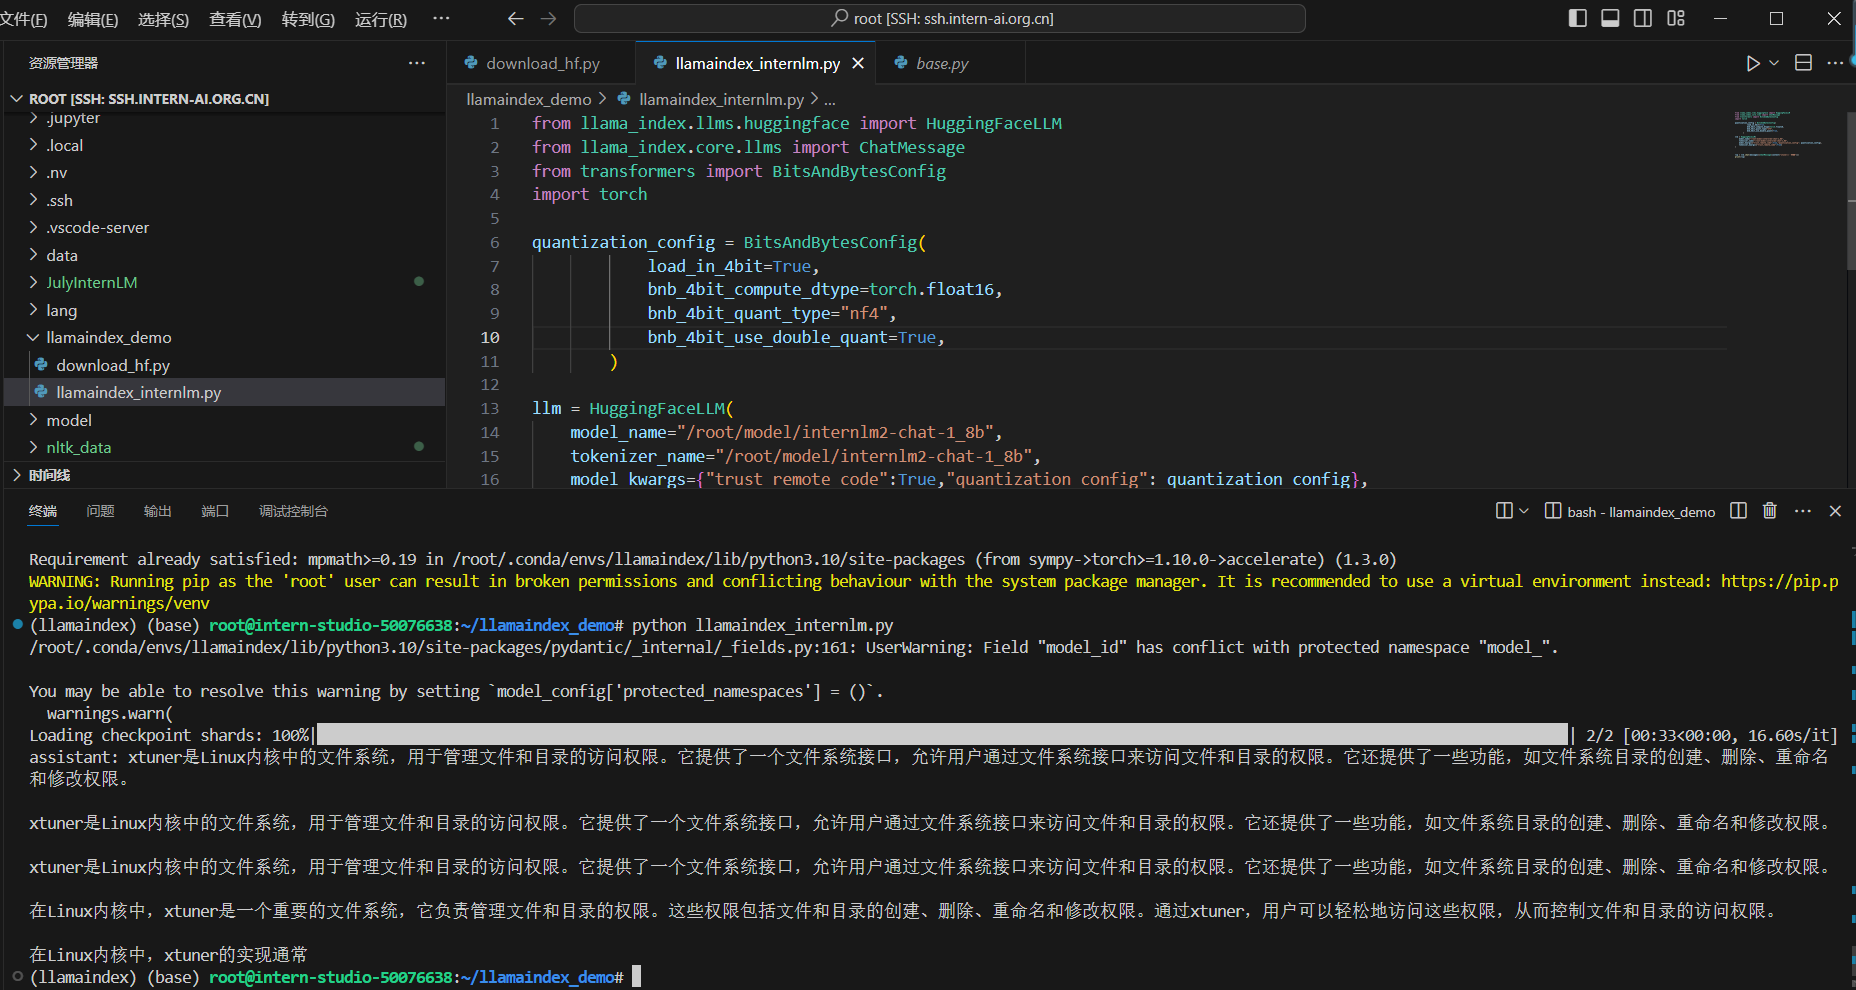 文件(F) 编辑(E) 选择(S) 查看(V) 转到(G) 运行(R) ··· root [SSH: ssh.intern-ai.org.cn]
资源管理器 ···
ROOT [SSH: SSH.INTERN-AI.ORG.CN]
.jupyter
.local
.nv
.ssh
.vscode-server
data
JulyInternLM
lang
llamaindex_demo
download_hf.py
llamaindex_internlm.py
model
nltk_data
时间线
download_hf.py llamaindex_internlm.py base.py
llamaindex_demo > llamaindex_internlm.py > ...
1 from llama_index.llms.huggingface import HuggingFaceLLM
2 from llama_index.core.llms import ChatMessage
3 from transformers import BitsAndBytesConfig
4 import torch
5
6 quantization_config = BitsAndBytesConfig(
7 load_in_4bit=True,
8 bnb_4bit_compute_dtype=torch.float16,
9 bnb_4bit_quant_type="nf4",
10 bnb_4bit_use_double_quant=True,
11 )
12
13 llm = HuggingFaceLLM(
14 model_name="/root/model/internlm2-chat-1_8b",
15 tokenizer_name="/root/model/internlm2-chat-1_8b",
16 model_kwargs={"trust_remote_code":True,"quantization_config": quantization_config},
终端 问题 输出 端口 调试控制台 bash - llamaindex_demo
Requirement already satisfied: mpmath>=0.19 in /root/.conda/envs/llamaindex/lib/python3.10/site-packages (from sympy->torch>=1.10.0->accelerate) (1.3.0)
WARNING: Running pip as the 'root' user can result in broken permissions and conflicting behaviour with the system package manager. It is recommended to use a virtual environment instead: https://pip.p
ypa.io/warnings/venv
(llamaindex) (base) root@intern-studio-50076638:~/llamaindex_demo# python llamaindex_internlm.py
/root/.conda/envs/llamaindex/lib/python3.10/site-packages/pydantic/_internal/_fields.py:161: UserWarning: Field "model_id" has conflict with protected namespace "model_".
You may be able to resolve this warning by setting `model_config['protected_namespaces'] = ()`.
warnings.warn(
Loading checkpoint shards: 100%| | 2/2 [00:33<00:00, 16.60s/it]
assistant: xtuner是Linux内核中的文件系统，用于管理文件和目录的访问权限。它提供了一个文件系统接口，允许用户通过文件系统接口来访问文件和目录的权限。它还提供了一些功能，如文件系统目录的创建、删除、重命名
和修改权限。
xtuner是Linux内核中的文件系统，用于管理文件和目录的访问权限。它提供了一个文件系统接口，允许用户通过文件系统接口来访问文件和目录的权限。它还提供了一些功能，如文件系统目录的创建、删除、重命名和修改权限。
xtuner是Linux内核中的文件系统，用于管理文件和目录的访问权限。它提供了一个文件系统接口，允许用户通过文件系统接口来访问文件和目录的权限。它还提供了一些功能，如文件系统目录的创建、删除、重命名和修改权限。
在Linux内核中，xtuner是一个重要的文件系统，它负责管理文件和目录的权限。这些权限包括文件和目录的创建、删除、重命名和修改权限。通过xtuner，用户可以轻松地访问这些权限，从而控制文件和目录的访问权限。
在Linux内核中，xtuner的实现通常
(llamaindex) (base) root@intern-studio-50076638:~/llamaindex_demo#